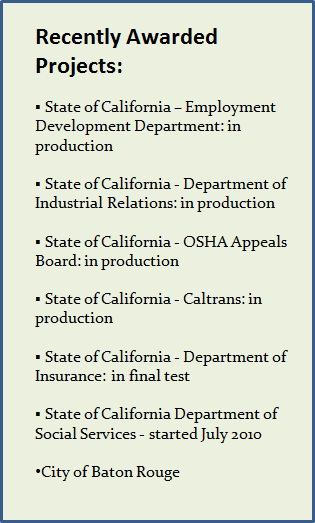 Recently Awarded
Projects:
▪ State of California – Employment
Development Department: in
production
▪ State of California - Department of
Industrial Relations: in production
▪ State of California - OSHA Appeals
Board: in production
▪ State of California - Caltrans: in
production
▪ State of California - Department of
Insurance: in final test
▪ State of California Department of
Social Services - started July 2010
•City of Baton Rouge